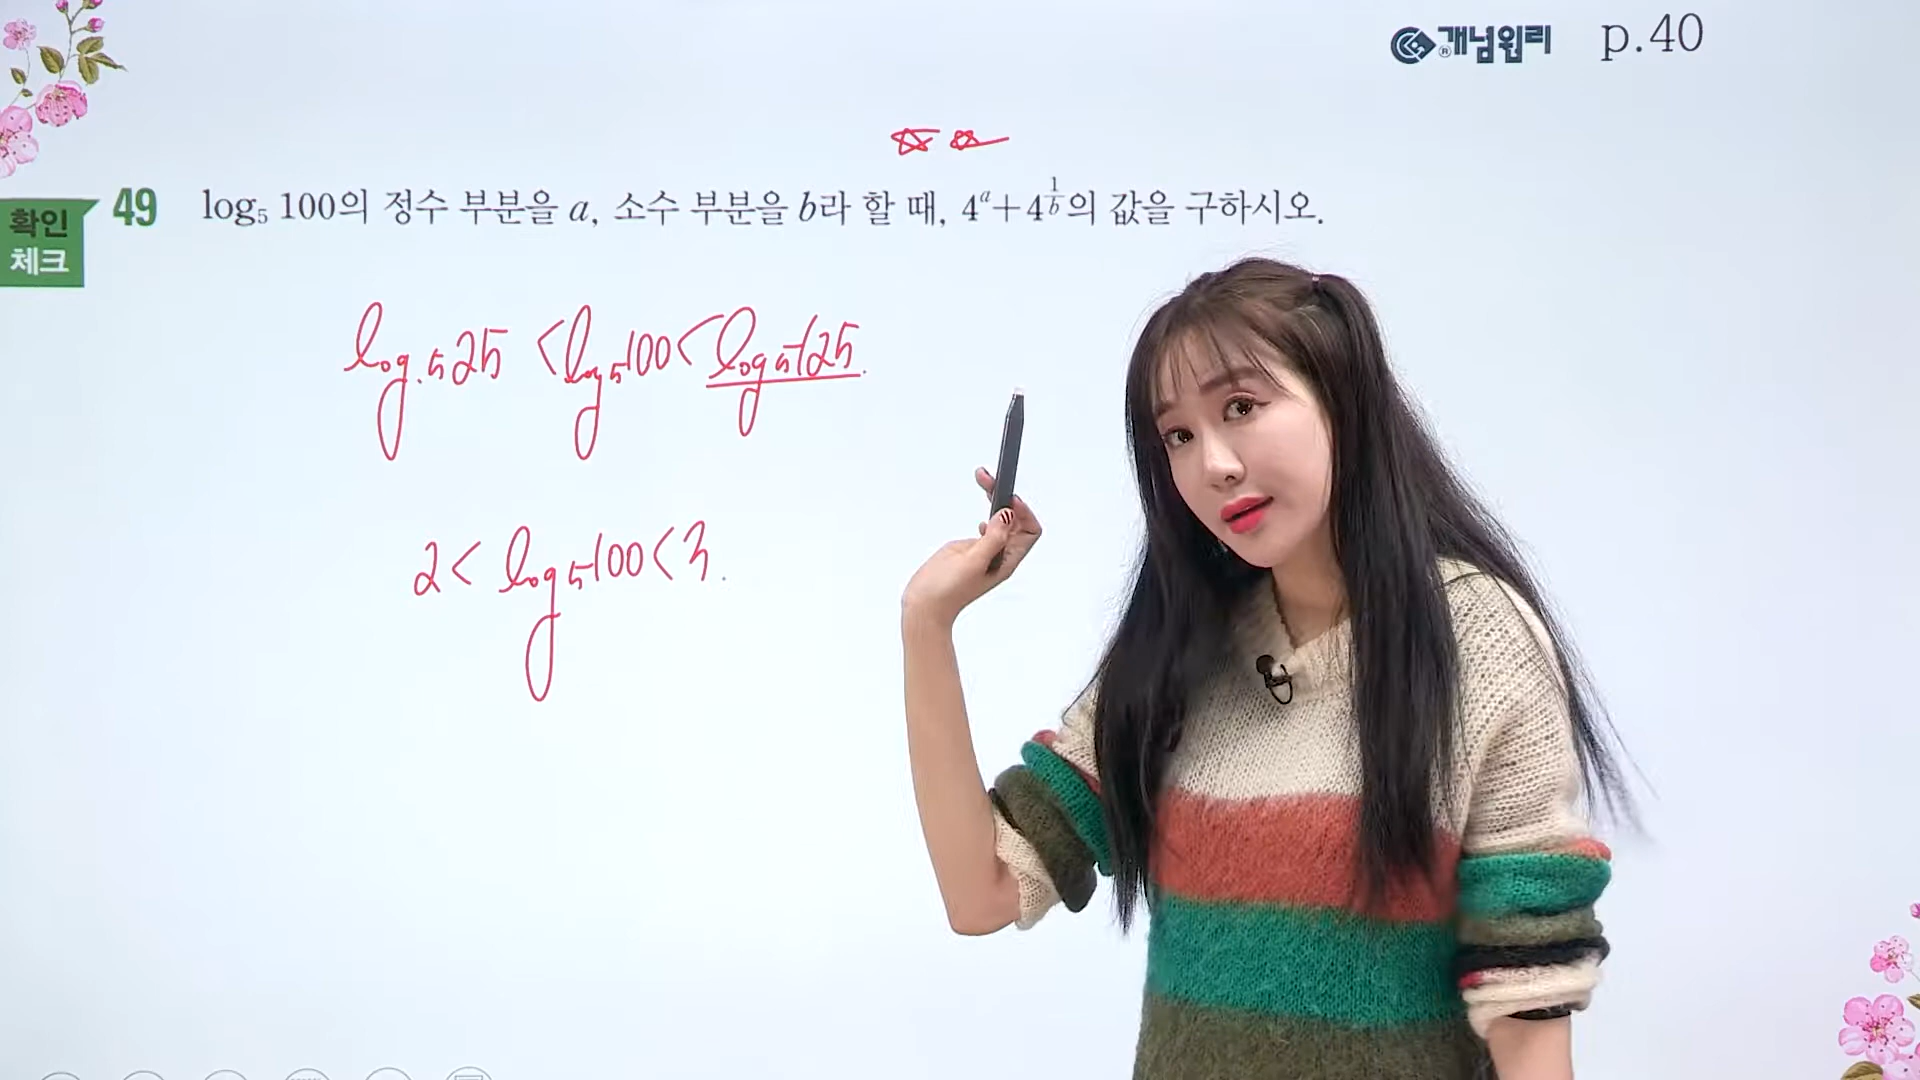 개념원리 p.40
확인 체크
49 log₅ 100의 정수 부분을 a, 소수 부분을 b라 할 때, 4ᵃ+4^(1/b)의 값을 구하시오.
log₅25 < log₅100 < log₅125
2 < log₅100 < 3.